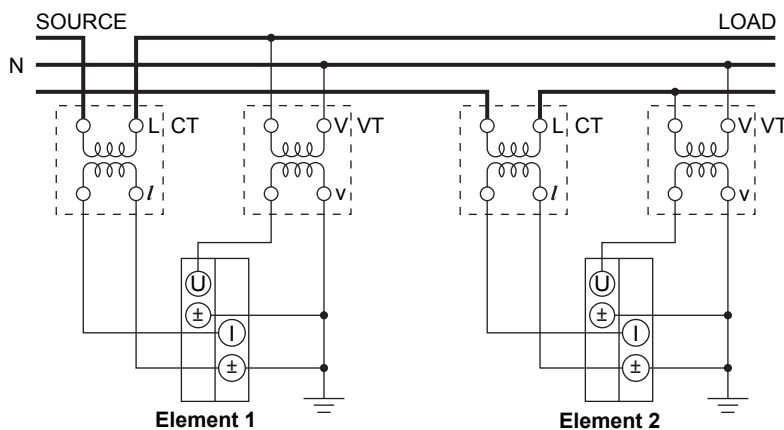 SOURCE LOAD
N
L CT V VT L CT V VT
l v l v
U U
± ±
I I
± ±
Element 1 Element 2